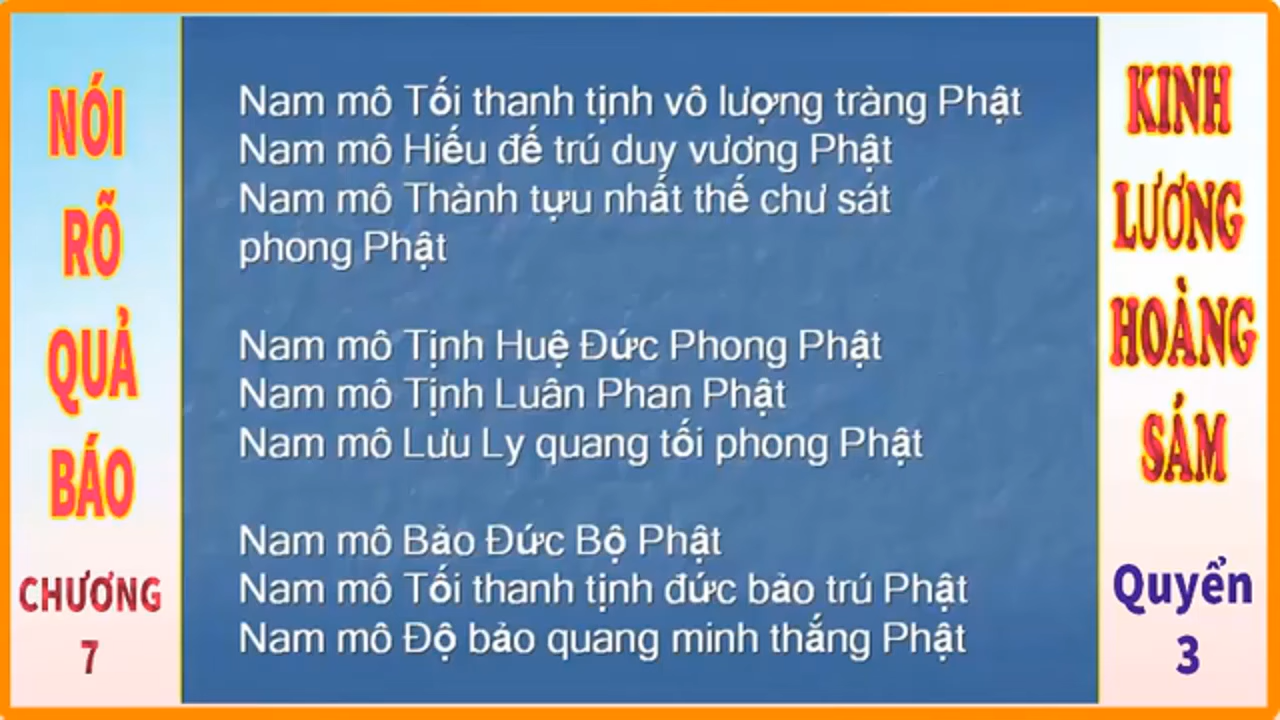 NÓI
RÕ
QUẢ
BÁO
CHƯƠNG
7
Nam mô Tối thanh tịnh vô lượng tràng Phật
Nam mô Hiếu đế trú duy vương Phật
Nam mô Thành tựu nhất thế chư sát
phong Phật
Nam mô Tịnh Huệ Đức Phong Phật
Nam mô Tịnh Luân Phan Phật
Nam mô Lưu Ly quang tối phong Phật
Nam mô Bảo Đức Bộ Phật
Nam mô Tối thanh tịnh đức bảo trú Phật
Nam mô Độ bảo quang minh thắng Phật
KINH
LƯƠNG
HOÀNG
SÁM
Quyển
3